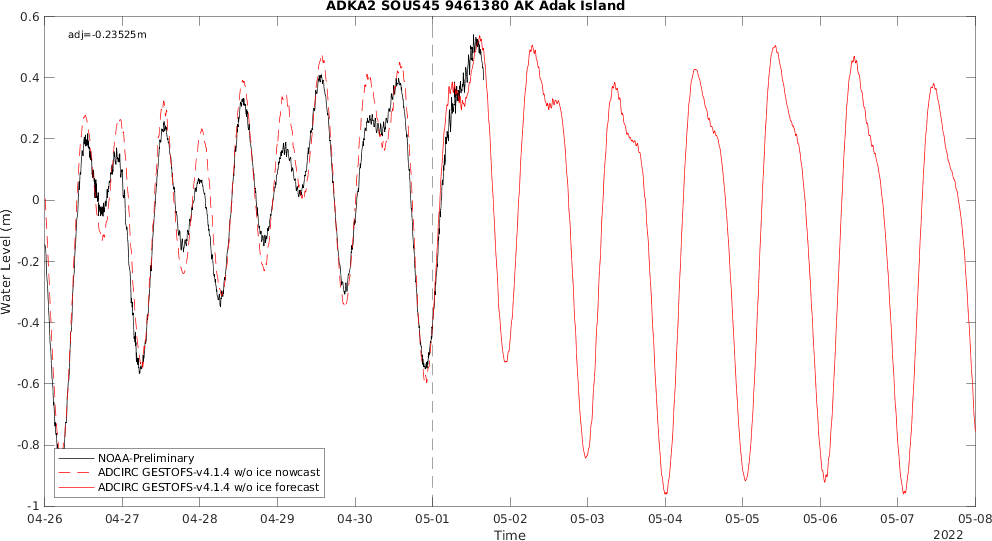 ADKA2 SOUS45 9461380 AK Adak Island
adj=-0.23525m
0.6
0.4
0.2
0
-0.2
-0.4
-0.6
-0.8
-1
Water Level (m)
NOAA-Preliminary
ADCIRC GESTOFS-v4.1.4 w/o ice nowcast
ADCIRC GESTOFS-v4.1.4 w/o ice forecast
04-26 04-27 04-28 04-29 04-30 05-01 05-02 05-03 05-04 05-05 05-06 05-07 05-08
Time
2022